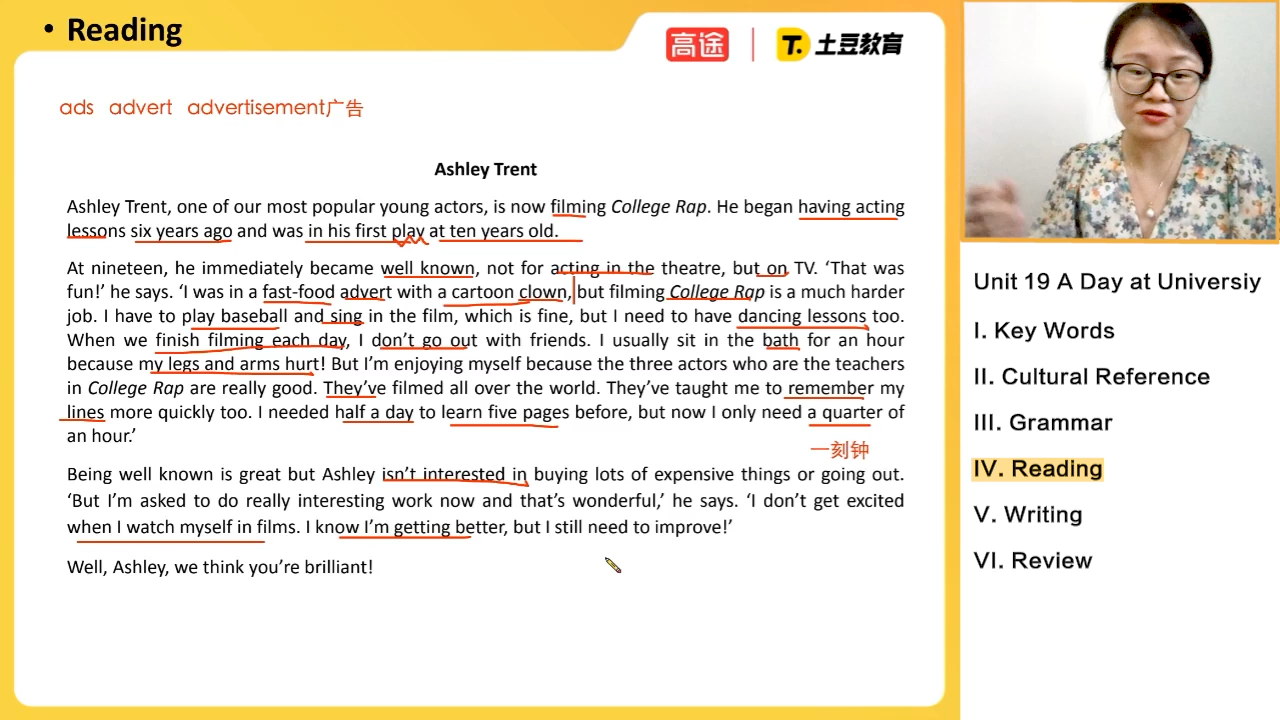 • Reading
高途
T. 土豆教育
ads advert advertisement广告
Ashley Trent
Ashley Trent, one of our most popular young actors, is now filming College Rap. He began having acting
lessons six years ago and was in his first play at ten years old.
At nineteen, he immediately became well known, not for acting in the theatre, but on TV. ‘That was
fun!’ he says. ‘I was in a fast-food advert with a cartoon clown, but filming College Rap is a much harder
job. I have to play baseball and sing in the film, which is fine, but I need to have dancing lessons too.
When we finish filming each day, I don’t go out with friends. I usually sit in the bath for an hour
because my legs and arms hurt! But I’m enjoying myself because the three actors who are the teachers
in College Rap are really good. They’ve filmed all over the world. They’ve taught me to remember my
lines more quickly too. I needed half a day to learn five pages before, but now I only need a quarter of
an hour.’
一刻钟
Being well known is great but Ashley isn’t interested in buying lots of expensive things or going out.
‘But I’m asked to do really interesting work now and that’s wonderful,’ he says. ‘I don’t get excited
when I watch myself in films. I know I’m getting better, but I still need to improve!’
Well, Ashley, we think you’re brilliant!
Unit 19 A Day at Universiy
I. Key Words
II. Cultural Reference
III. Grammar
IV. Reading
V. Writing
VI. Review